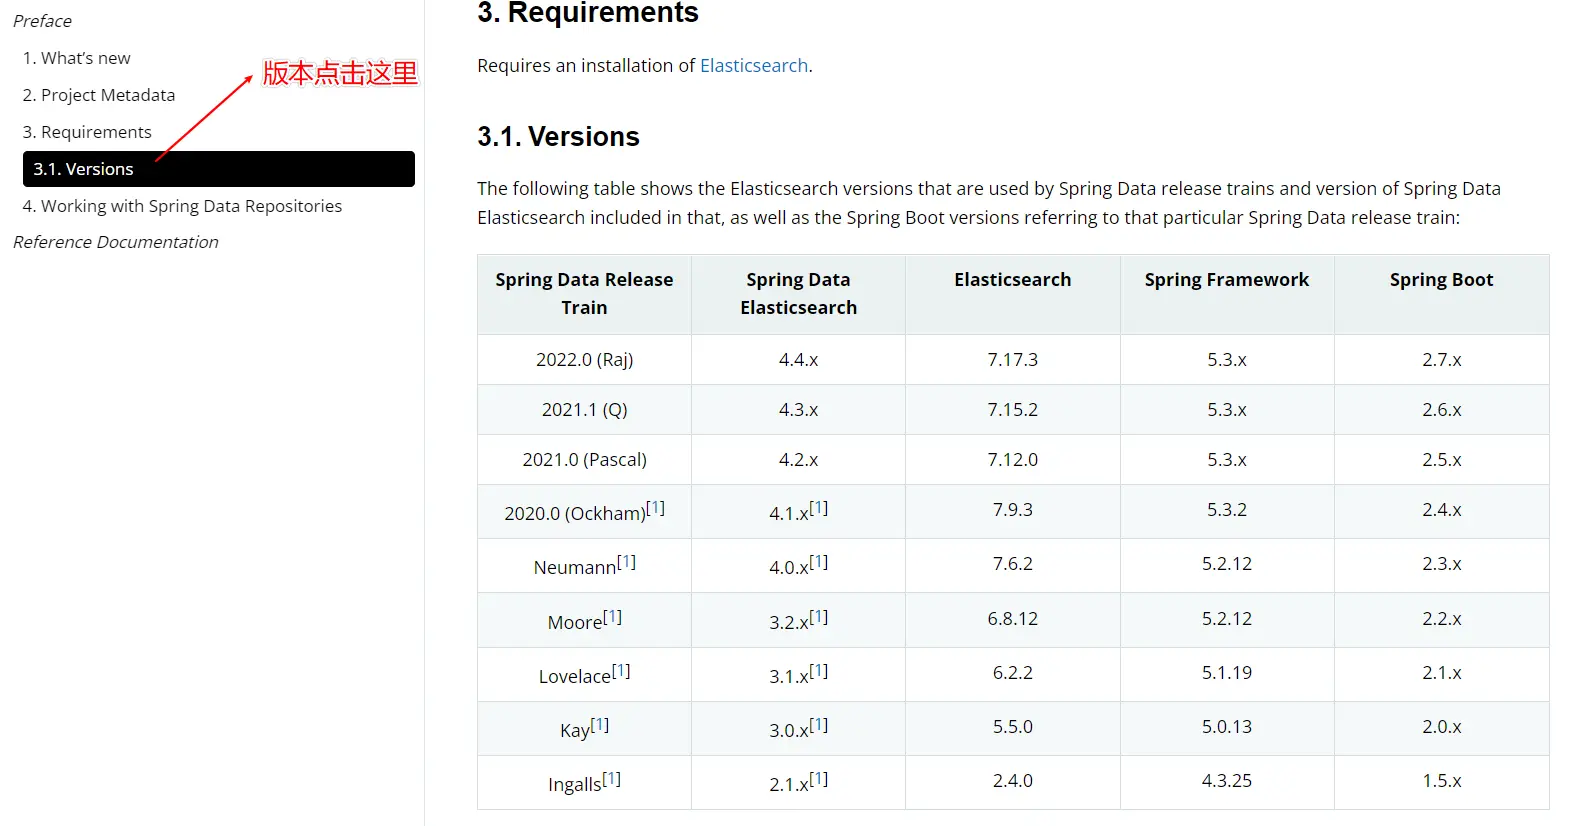 Preface
1. What’s new
2. Project Metadata
3. Requirements
3.1. Versions
4. Working with Spring Data Repositories
Reference Documentation
版本点击这里
3. Requirements
Requires an installation of Elasticsearch.
3.1. Versions
The following table shows the Elasticsearch versions that are used by Spring Data release trains and version of Spring Data
Elasticsearch included in that, as well as the Spring Boot versions referring to that particular Spring Data release train:
Spring Data Release Train | Spring Data Elasticsearch | Elasticsearch | Spring Framework | Spring Boot
2022.0 (Raj) | 4.4.x | 7.17.3 | 5.3.x | 2.7.x
2021.1 (Q) | 4.3.x | 7.15.2 | 5.3.x | 2.6.x
2021.0 (Pascal) | 4.2.x | 7.12.0 | 5.3.x | 2.5.x
2020.0 (Ockham)[1] | 4.1.x[1] | 7.9.3 | 5.3.2 | 2.4.x
Neumann[1] | 4.0.x[1] | 7.6.2 | 5.2.12 | 2.3.x
Moore[1] | 3.2.x[1] | 6.8.12 | 5.2.12 | 2.2.x
Lovelace[1] | 3.1.x[1] | 6.2.2 | 5.1.19 | 2.1.x
Kay[1] | 3.0.x[1] | 5.5.0 | 5.0.13 | 2.0.x
Ingalls[1] | 2.1.x[1] | 2.4.0 | 4.3.25 | 1.5.x